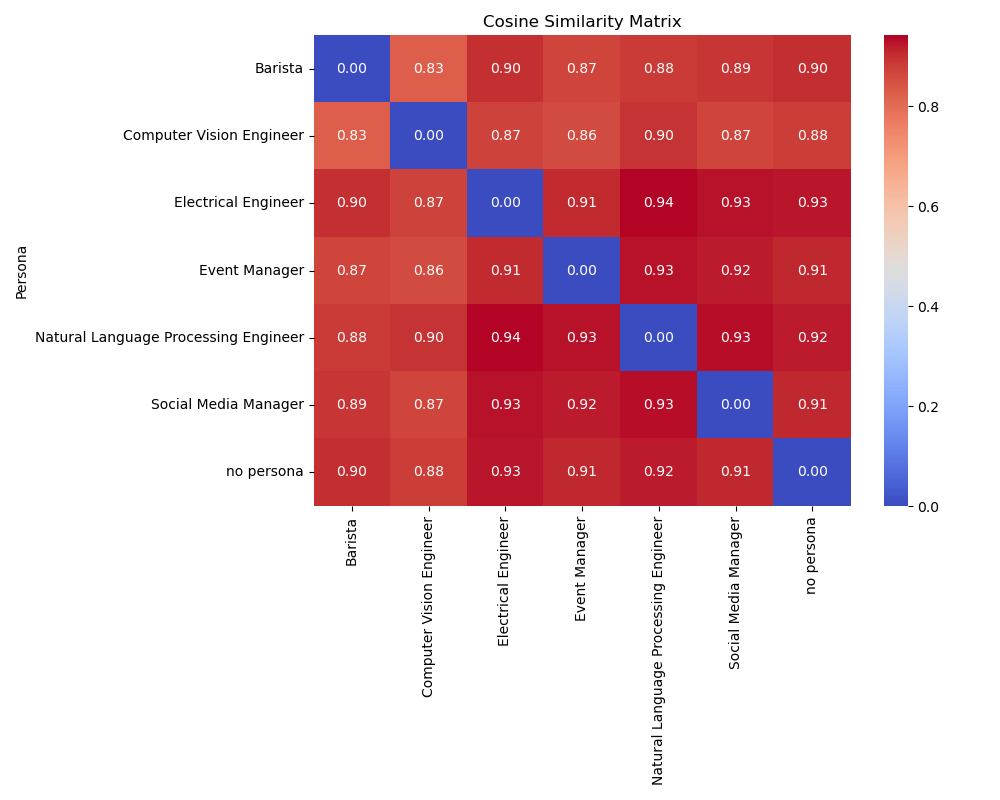 Cosine Similarity Matrix
Persona
Barista 0.00 0.83 0.90 0.87 0.88 0.89 0.90
Computer Vision Engineer 0.83 0.00 0.87 0.86 0.90 0.87 0.88
Electrical Engineer 0.90 0.87 0.00 0.91 0.94 0.93 0.93
Event Manager 0.87 0.86 0.91 0.00 0.93 0.92 0.91
Natural Language Processing Engineer 0.88 0.90 0.94 0.93 0.00 0.93 0.92
Social Media Manager 0.89 0.87 0.93 0.92 0.93 0.00 0.91
no persona 0.90 0.88 0.93 0.91 0.92 0.91 0.00
Barista
Computer Vision Engineer
Electrical Engineer
Event Manager
Natural Language Processing Engineer
Social Media Manager
no persona
0.8
0.6
0.4
0.2
0.0